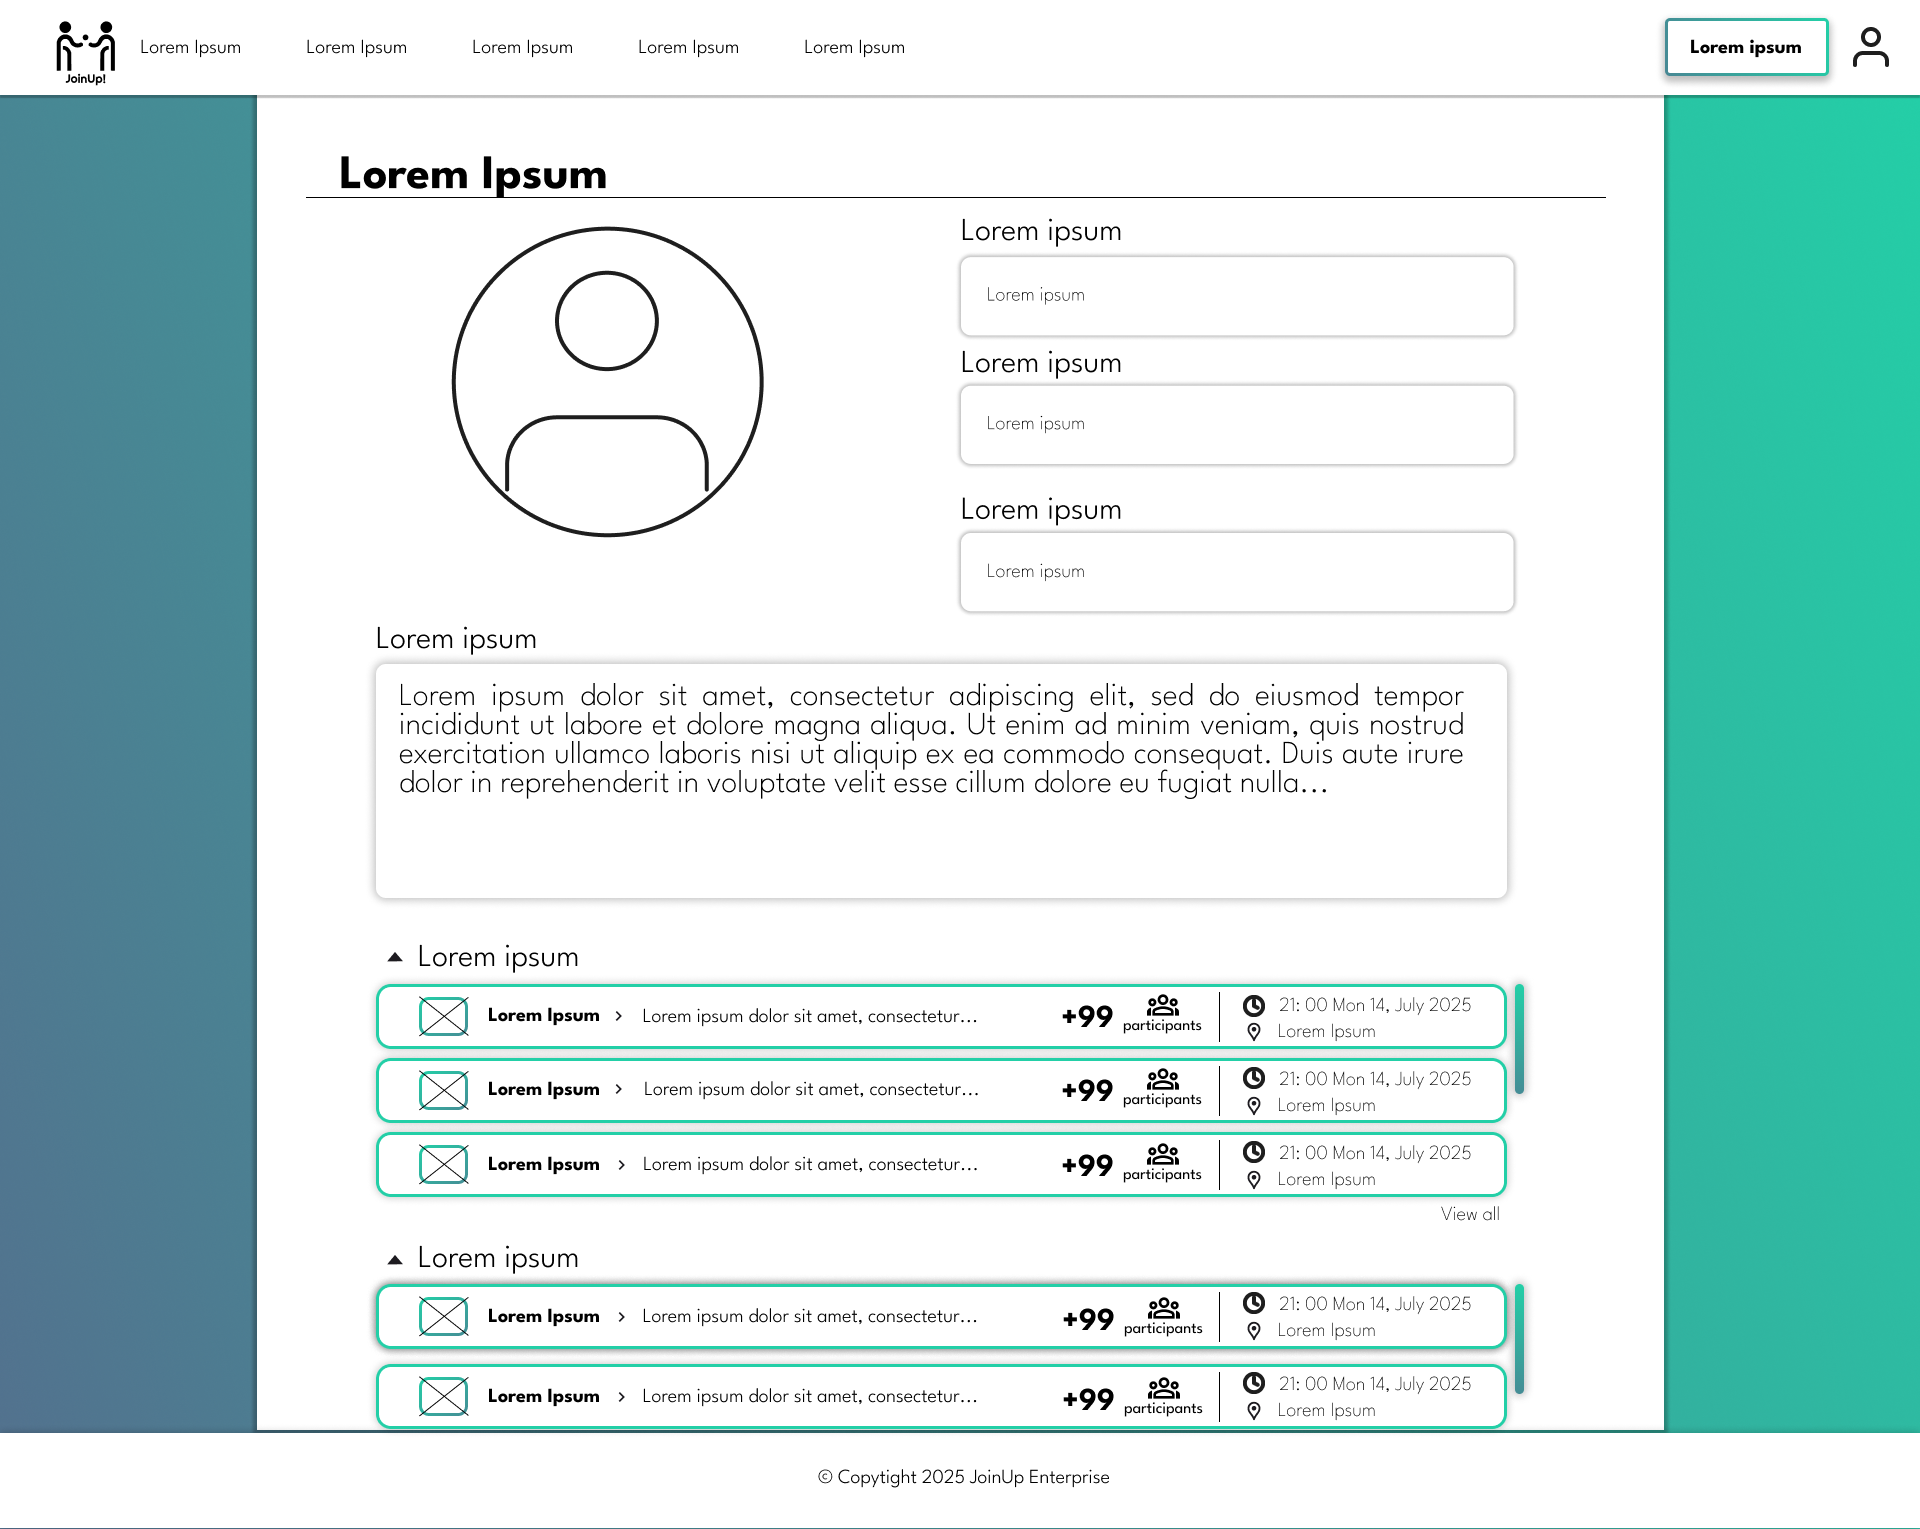 JoinUp!
Lorem Ipsum
Lorem Ipsum
Lorem Ipsum
Lorem Ipsum
Lorem Ipsum
Lorem ipsum
Lorem Ipsum
Lorem ipsum
Lorem ipsum
Lorem ipsum
Lorem ipsum
Lorem ipsum
Lorem ipsum
Lorem ipsum
Lorem ipsum dolor sit amet, consectetur adipiscing elit, sed do eiusmod tempor
incididunt ut labore et dolore magna aliqua. Ut enim ad minim veniam, quis nostrud
exercitation ullamco laboris nisi ut aliquip ex ea commodo consequat. Duis aute irure
dolor in reprehenderit in voluptate velit esse cillum dolore eu fugiat nulla...
Lorem ipsum
Lorem Ipsum > Lorem ipsum dolor sit amet, consectetur... +99 participants
21: 00 Mon 14, July 2025
Lorem Ipsum
Lorem Ipsum > Lorem ipsum dolor sit amet, consectetur... +99 participants
21: 00 Mon 14, July 2025
Lorem Ipsum
Lorem Ipsum > Lorem ipsum dolor sit amet, consectetur... +99 participants
21: 00 Mon 14, July 2025
Lorem Ipsum
View all
Lorem ipsum
Lorem Ipsum > Lorem ipsum dolor sit amet, consectetur... +99 participants
21: 00 Mon 14, July 2025
Lorem Ipsum
Lorem Ipsum > Lorem ipsum dolor sit amet, consectetur... +99 participants
21: 00 Mon 14, July 2025
Lorem Ipsum
© Copytight 2025 JoinUp Enterprise